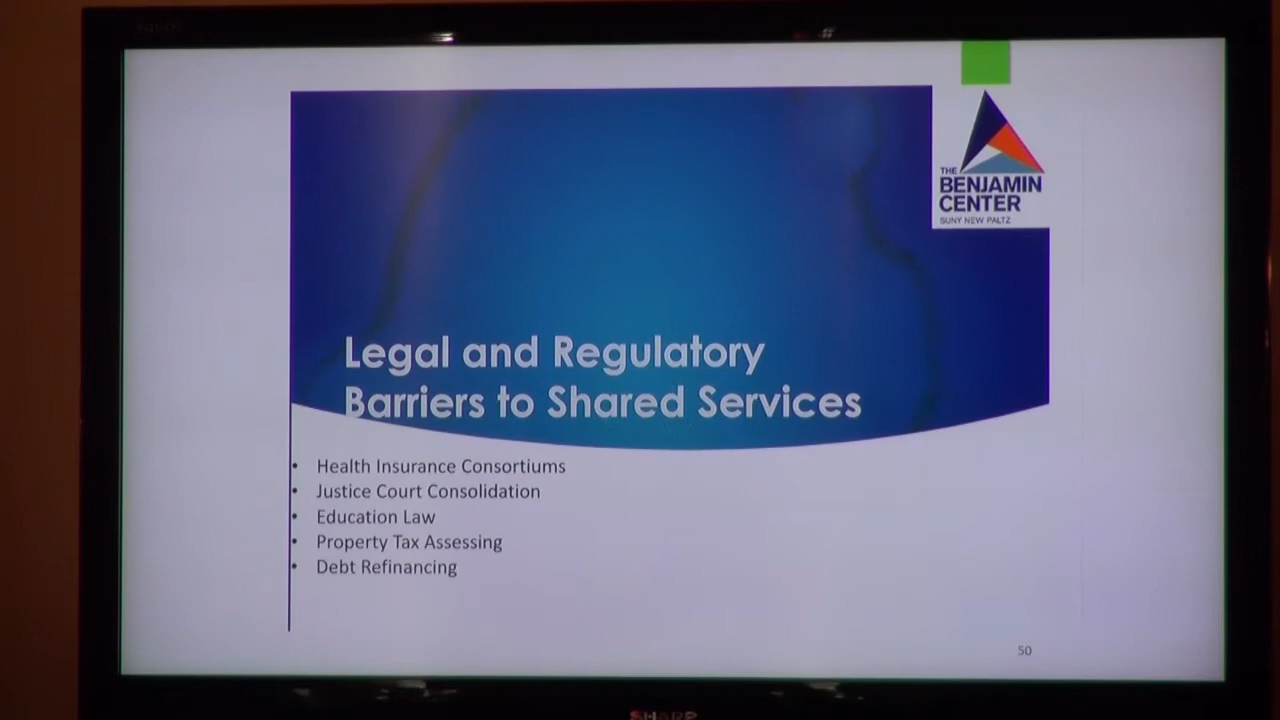 THE
BENJAMIN
CENTER
SUNY NEW PALTZ
Legal and Regulatory
Barriers to Shared Services
• Health Insurance Consortiums
• Justice Court Consolidation
• Education Law
• Property Tax Assessing
• Debt Refinancing
50
SHARP